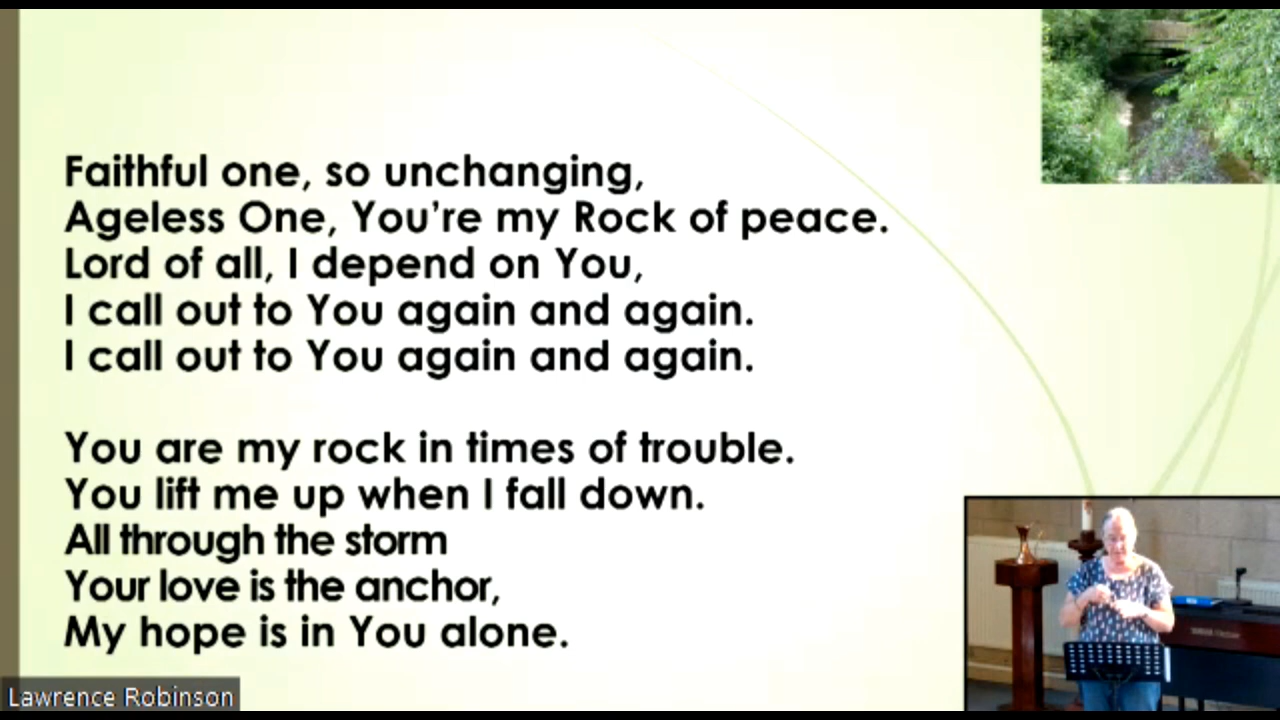 Faithful one, so unchanging,
Ageless One, You’re my Rock of peace.
Lord of all, I depend on You,
I call out to You again and again.
I call out to You again and again.
You are my rock in times of trouble.
You lift me up when I fall down.
All through the storm
Your love is the anchor,
My hope is in You alone.
Lawrence Robinson